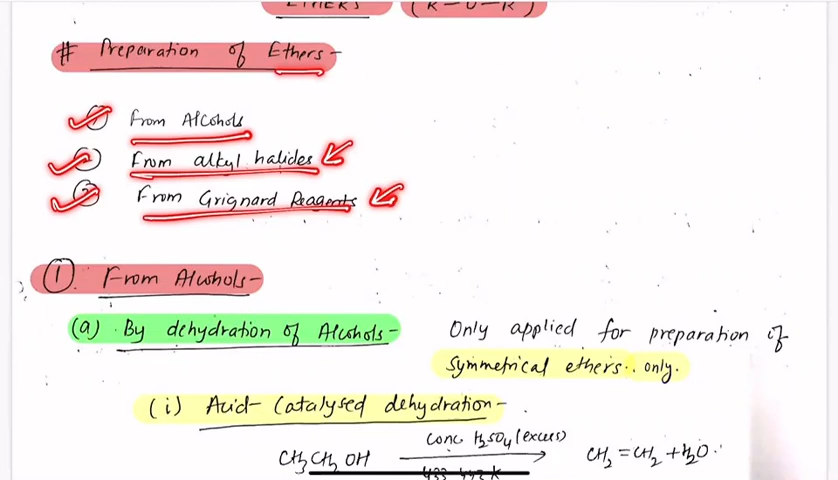 ETHERS (R-O-R)
# Preparation of Ethers-
① From Alcohols
② From alkyl halides
③ From Grignard Reagents
① From Alcohols-
(a) By dehydration of Alcohols- Only applied for preparation of
symmetrical ethers.. only.
(i) Acid-Catalysed dehydration-
Conc H₂SO₄ (excess)
CH₃CH₂OH ⟶ CH₂=CH₂ + H₂O